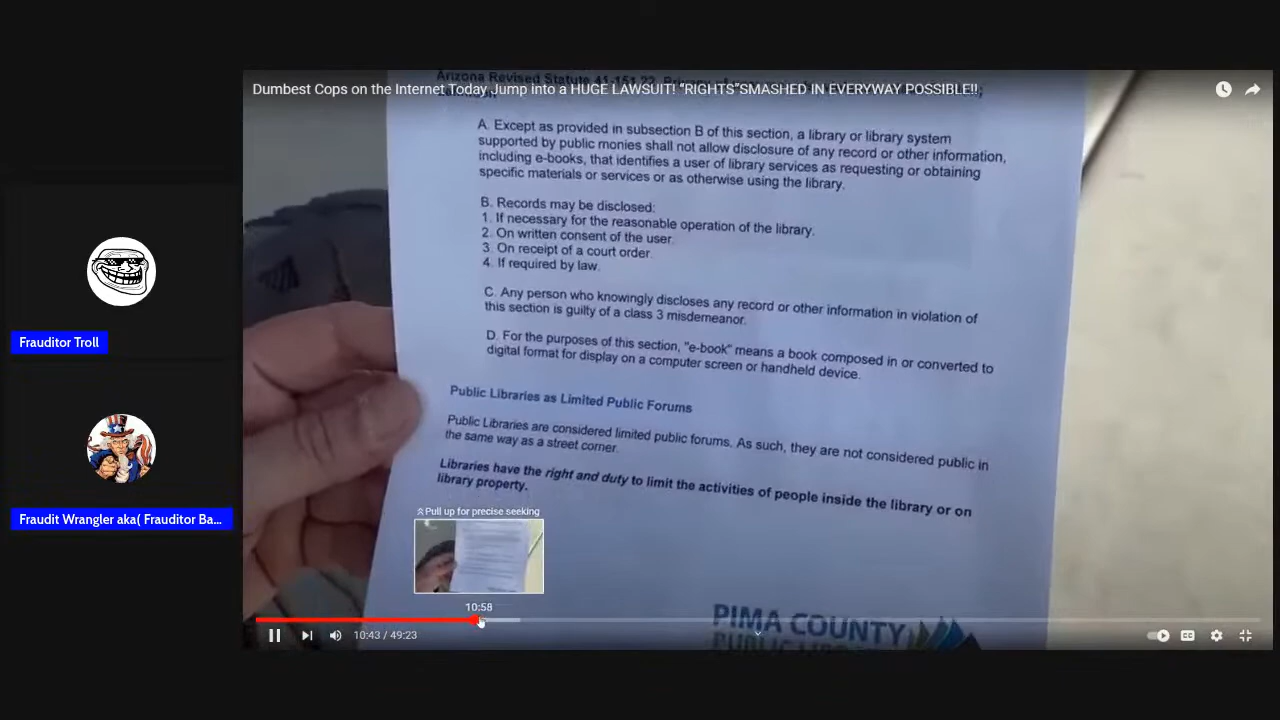 Arizona Revised Statute 41-151.22.
Dumbest Cops on the Internet Today Jump into a HUGE LAWSUIT! "RIGHTS"SMASHED IN EVERYWAY POSSIBLE!!
A. Except as provided in subsection B of this section, a library or library system
supported by public monies shall not allow disclosure of any record or other information,
including e-books, that identifies a user of library services as requesting or obtaining
specific materials or services or as otherwise using the library.
B. Records may be disclosed:
1. If necessary for the reasonable operation of the library.
2. On written consent of the user.
3. On receipt of a court order.
4. If required by law.
C. Any person who knowingly discloses any record or other information in violation of
this section is guilty of a class 3 misdemeanor.
D. For the purposes of this section, "e-book" means a book composed in or converted to
digital format for display on a computer screen or handheld device.
Public Libraries as Limited Public Forums
Public Libraries are considered limited public forums. As such, they are not considered public in
the same way as a street corner.
Libraries have the right and duty to limit the activities of people inside the library or on
library property.
Pull up for precise seeking
10:58
PIMA COUNTY
PUBLIC
10:43 / 49:23
CC
Frauditor Troll
Fraudit Wrangler aka( Frauditor Ba...